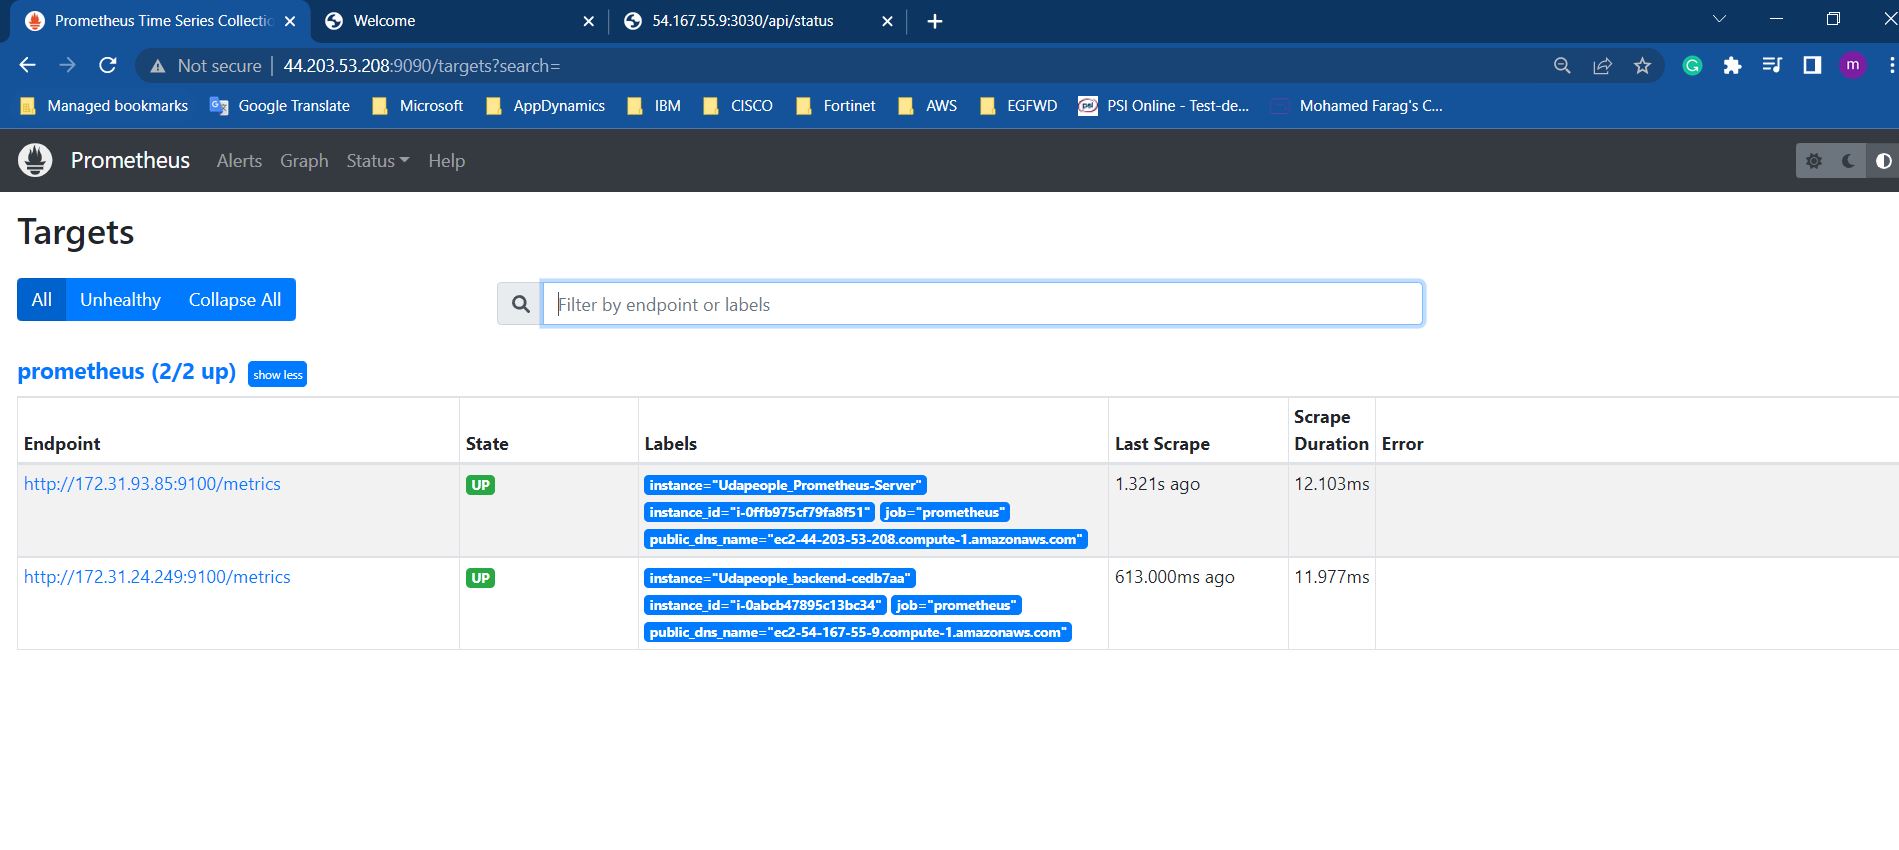 Prometheus Time Series Collectio
Welcome
54.167.55.9:3030/api/status
Not secure | 44.203.53.208:9090/targets?search=
m
Managed bookmarks Google Translate Microsoft AppDynamics IBM CISCO Fortinet AWS EGFWD PSI Online - Test-de... Mohamed Farag's C...
Prometheus Alerts Graph Status Help
Targets
All Unhealthy Collapse All
Filter by endpoint or labels
prometheus (2/2 up) show less
Endpoint State Labels Last Scrape Scrape Duration Error
http://172.31.93.85:9100/metrics UP instance="Udapeople_Prometheus-Server" 1.321s ago 12.103ms
instance_id="i-0ffb975cf79fa8f51" job="prometheus"
public_dns_name="ec2-44-203-53-208.compute-1.amazonaws.com"
http://172.31.24.249:9100/metrics UP instance="Udapeople_backend-cedb7aa" 613.000ms ago 11.977ms
instance_id="i-0abcb47895c13bc34" job="prometheus"
public_dns_name="ec2-54-167-55-9.compute-1.amazonaws.com"